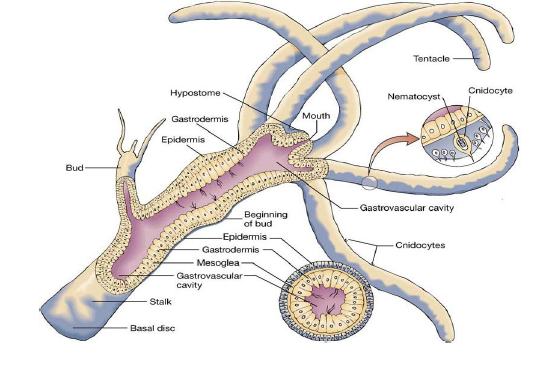 Tentacle
Hypostome
Nematocyst
Cnidocyte
Gastrodermis
Mouth
Epidermis
Bud
Gastrovascular cavity
Beginning
of bud
Epidermis
Gastrodermis
Cnidocytes
Mesoglea
Gastrovascular
cavity
Stalk
Basal disc